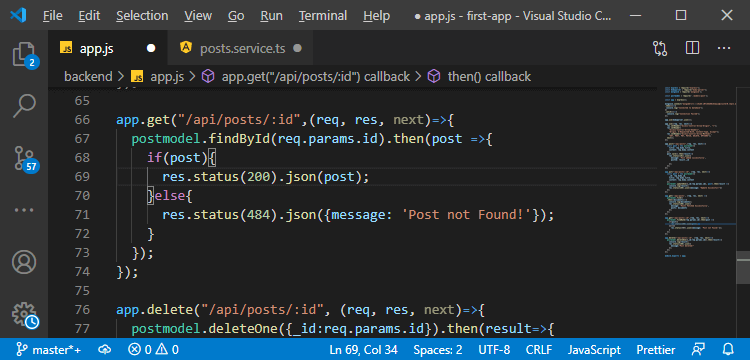 File Edit Selection View Go Run Terminal Help ● app.js - first-app - Visual Studio C...
JS app.js ● posts.service.ts ●
backend > JS app.js > app.get("/api/posts/:id") callback > then() callback
65
66 app.get("/api/posts/:id",(req, res, next)=>{
67 postmodel.findById(req.params.id).then(post =>{
68 if(post){
69 res.status(200).json(post);
70 }else{
71 res.status(484).json({message: 'Post not Found!'});
72 }
73 });
74 });
75
76 app.delete("/api/posts/:id", (req, res, next)=>{
77 postmodel.deleteOne({_id:req.params.id}).then(result=>{
2
57
master*+ 0 0 Ln 69, Col 34 Spaces: 2 UTF-8 CRLF JavaScript Prettier